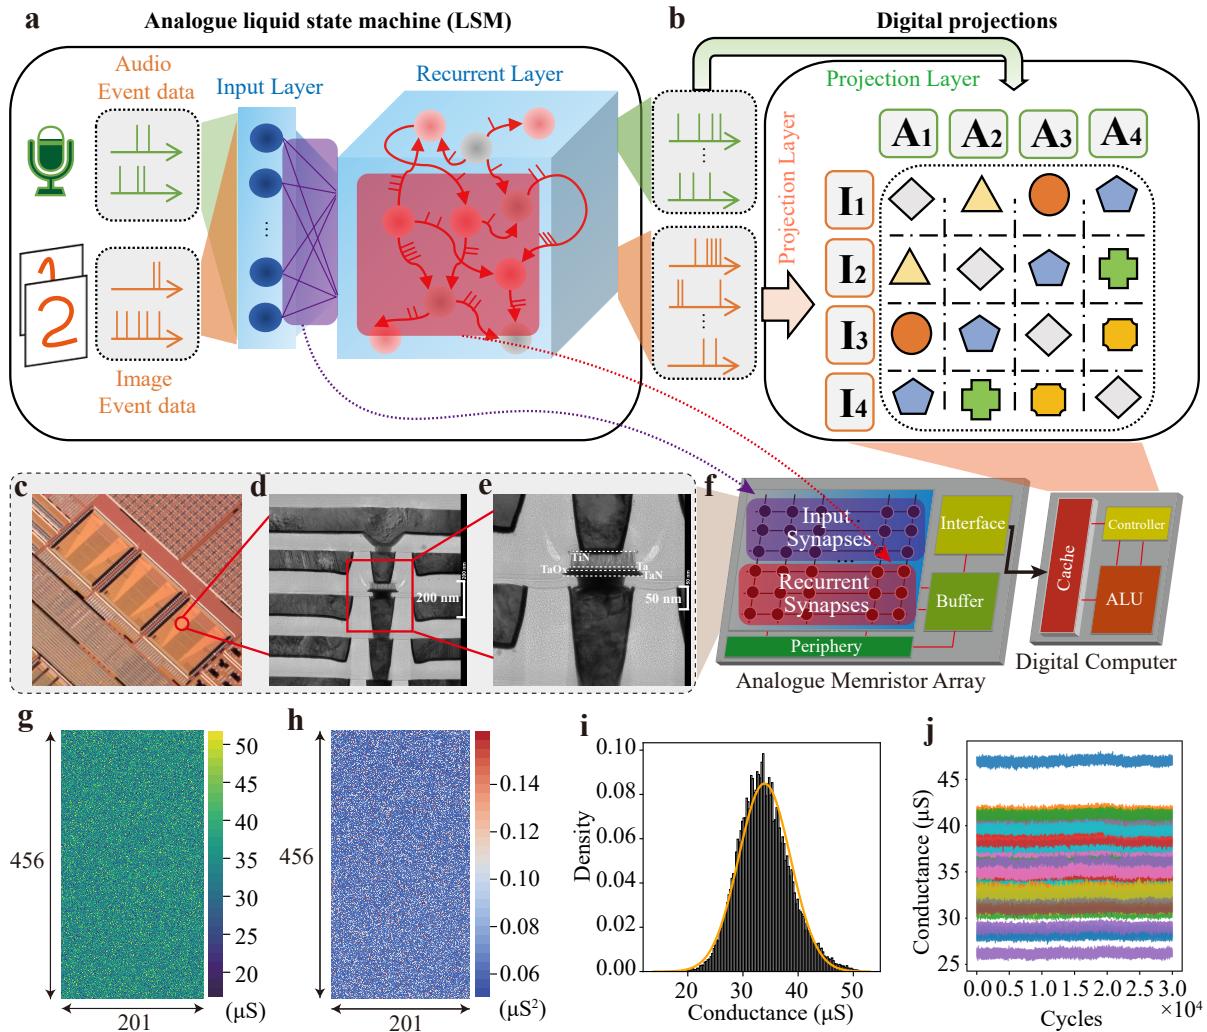 a
Analogue liquid state machine (LSM)
b
Digital projections
Audio
Event data
Input Layer
Recurrent Layer
Image
Event data
2
Projection Layer
Projection Layer
A1 A2 A3 A4
I1
I2
I3
I4
c
d
200 nm
e
TiN
TaOx
Ta
TaN
50 nm
f
Input
Synapses
Recurrent
Synapses
Interface
Buffer
Periphery
Analogue Memristor Array
Cache
Controller
ALU
Digital Computer
g
456
201
50
45
40
35
30
25
20
(μS)
h
456
201
0.14
0.12
0.10
0.08
0.06
(μS²)
i
Density
0.10
0.08
0.06
0.04
0.02
0.00
20 30 40 50
Conductance (μS)
j
Conductance (μS)
45
40
35
30
25
0.0 0.5 1.0 1.5 2.0 2.5 3.0
×10⁴
Cycles